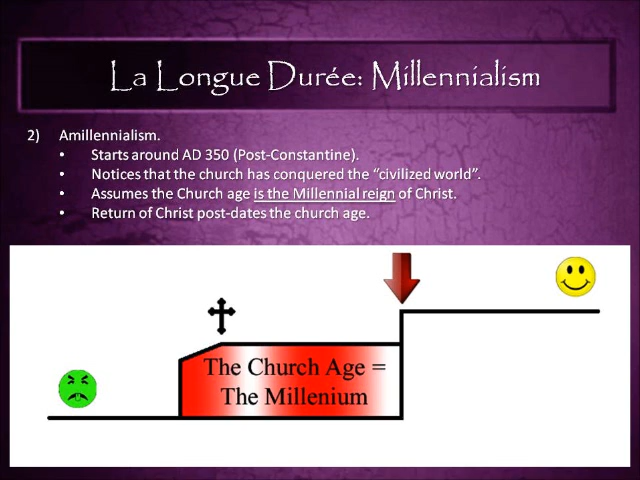 La Longue Durée: Millennialism
2) Amillennialism.
• Starts around AD 350 (Post-Constantine).
• Notices that the church has conquered the “civilized world”.
• Assumes the Church age is the Millennial reign of Christ.
• Return of Christ post-dates the church age.
The Church Age =
The Millenium